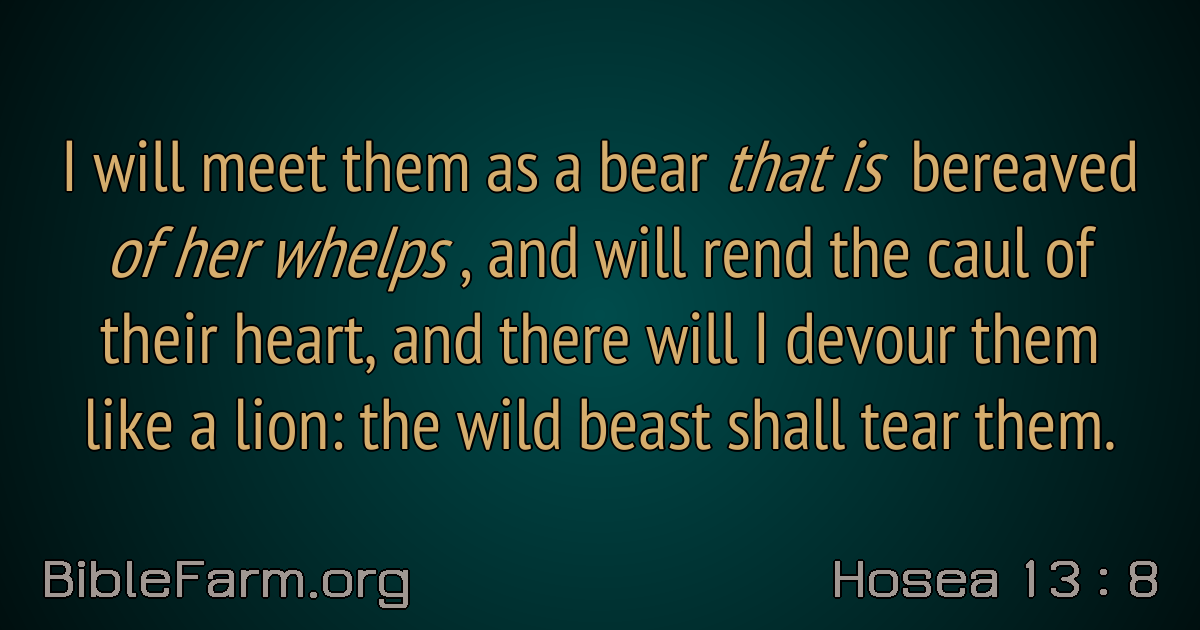 I will meet them as a bear that is bereaved
of her whelps , and will rend the caul of
their heart, and there will I devour them
like a lion: the wild beast shall tear them.
BibleFarm.org
Hosea 13 : 8